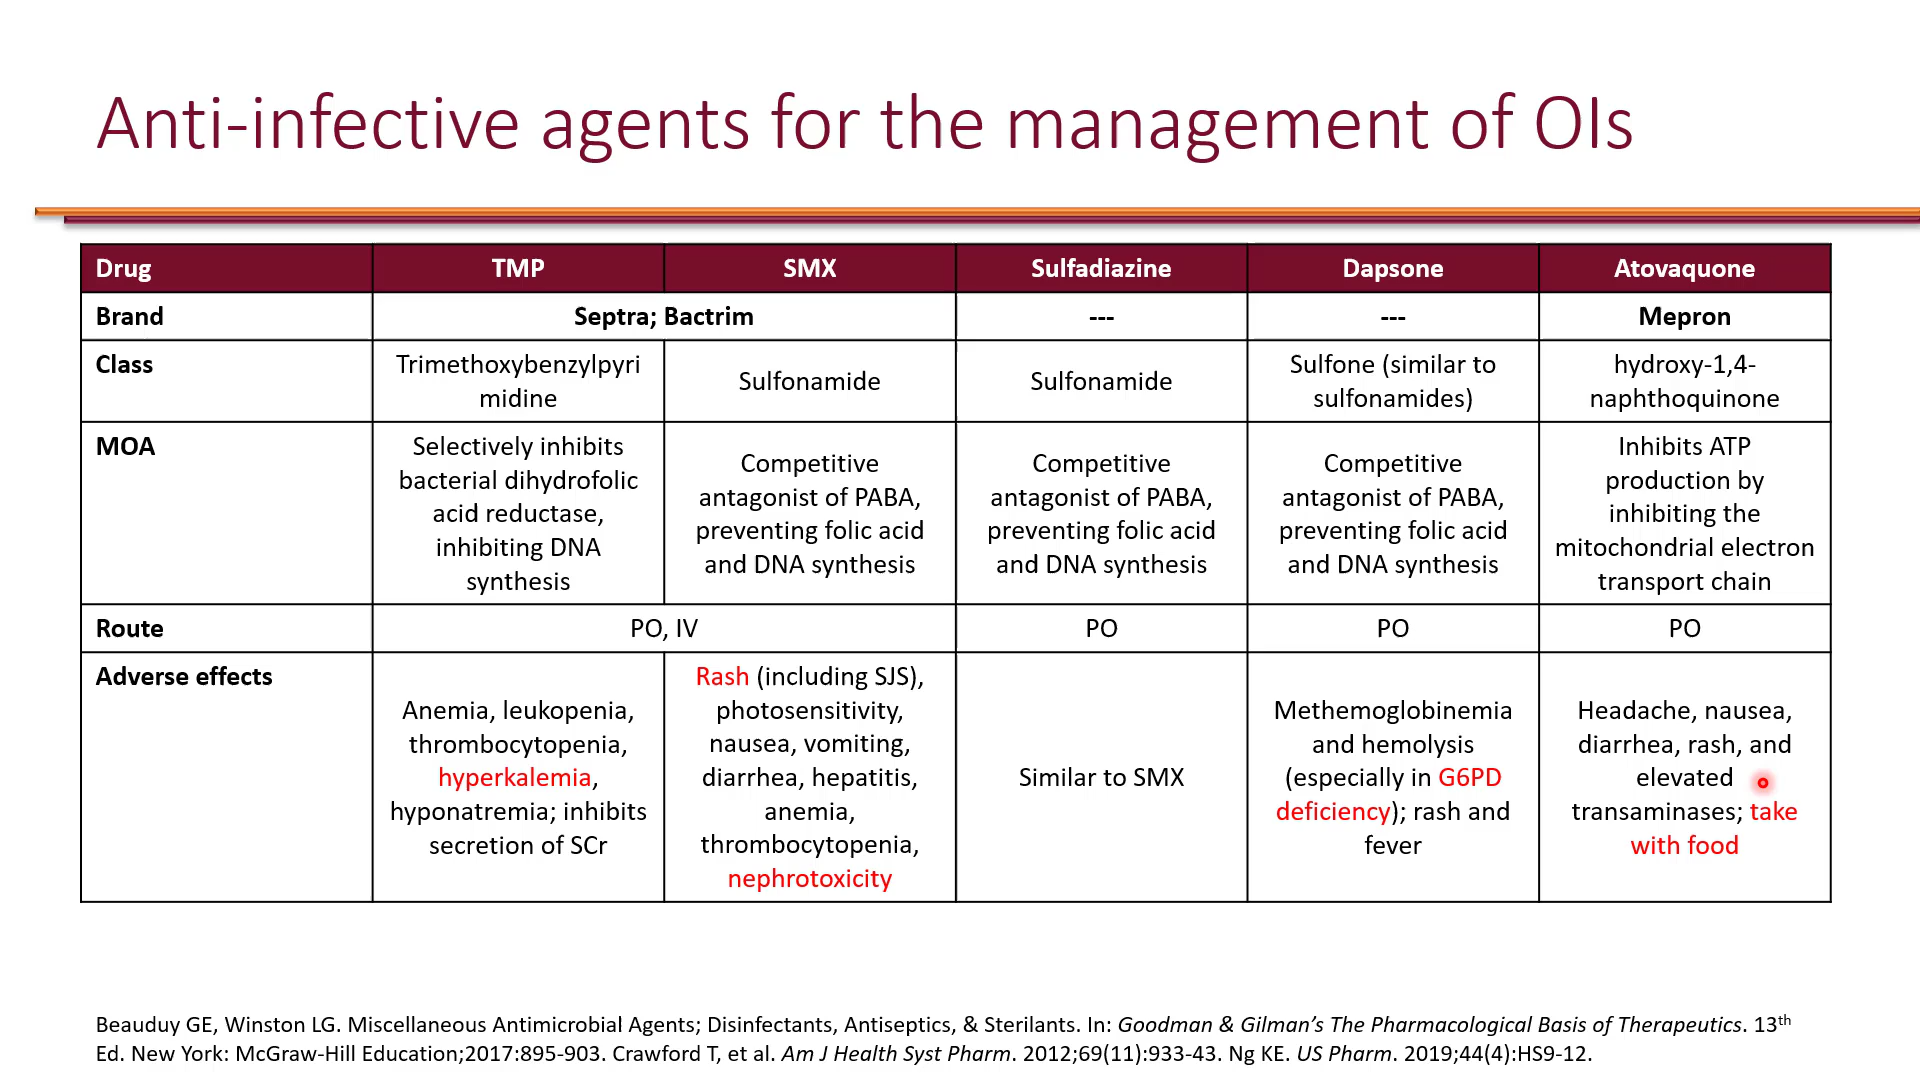 Anti-infective agents for the management of OIs
Drug
TMP
SMX
Sulfadiazine
Dapsone
Atovaquone
Brand
Septra; Bactrim
---
---
Mepron
Class
Trimethoxybenzylpyri
midine
Sulfonamide
Sulfonamide
Sulfone (similar to
sulfonamides)
hydroxy-1,4-
naphthoquinone
MOA
Selectively inhibits
bacterial dihydrofolic
acid reductase,
inhibiting DNA
synthesis
Competitive
antagonist of PABA,
preventing folic acid
and DNA synthesis
Competitive
antagonist of PABA,
preventing folic acid
and DNA synthesis
Competitive
antagonist of PABA,
preventing folic acid
and DNA synthesis
Inhibits ATP
production by
inhibiting the
mitochondrial electron
transport chain
Route
PO, IV
PO
PO
PO
Adverse effects
Anemia, leukopenia,
thrombocytopenia,
hyperkalemia,
hyponatremia; inhibits
secretion of SCr
Rash (including SJS),
photosensitivity,
nausea, vomiting,
diarrhea, hepatitis,
anemia,
thrombocytopenia,
nephrotoxicity
Similar to SMX
Methemoglobinemia
and hemolysis
(especially in G6PD
deficiency); rash and
fever
Headache, nausea,
diarrhea, rash, and
elevated
transaminases; take
with food
Beauduy GE, Winston LG. Miscellaneous Antimicrobial Agents; Disinfectants, Antiseptics, & Sterilants. In: Goodman & Gilman’s The Pharmacological Basis of Therapeutics. 13th
Ed. New York: McGraw-Hill Education;2017:895-903. Crawford T, et al. Am J Health Syst Pharm. 2012;69(11):933-43. Ng KE. US Pharm. 2019;44(4):HS9-12.